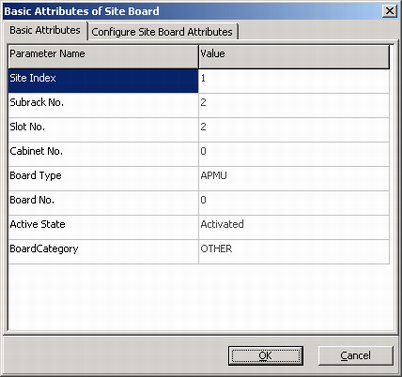 Basic Attributes of Site Board
Basic Attributes Configure Site Board Attributes
Parameter Name Value
Site Index 1
Subrack No. 2
Slot No. 2
Cabinet No. 0
Board Type APMU
Board No. 0
Active State Activated
BoardCategory OTHER
OK Cancel